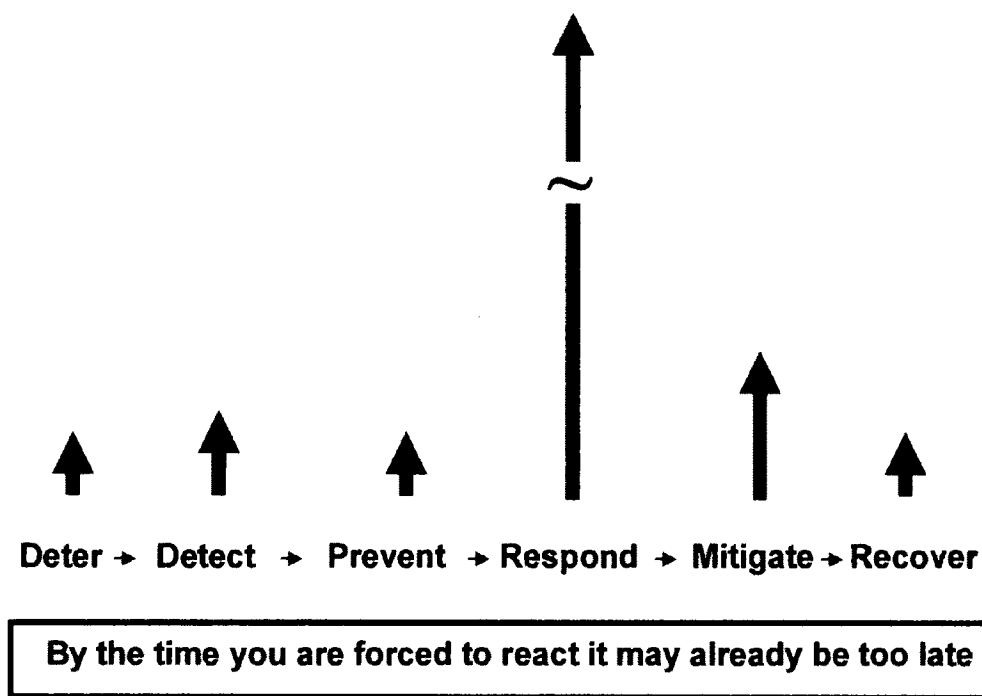 ~
Deter → Detect → Prevent → Respond → Mitigate → Recover
By the time you are forced to react it may already be too late